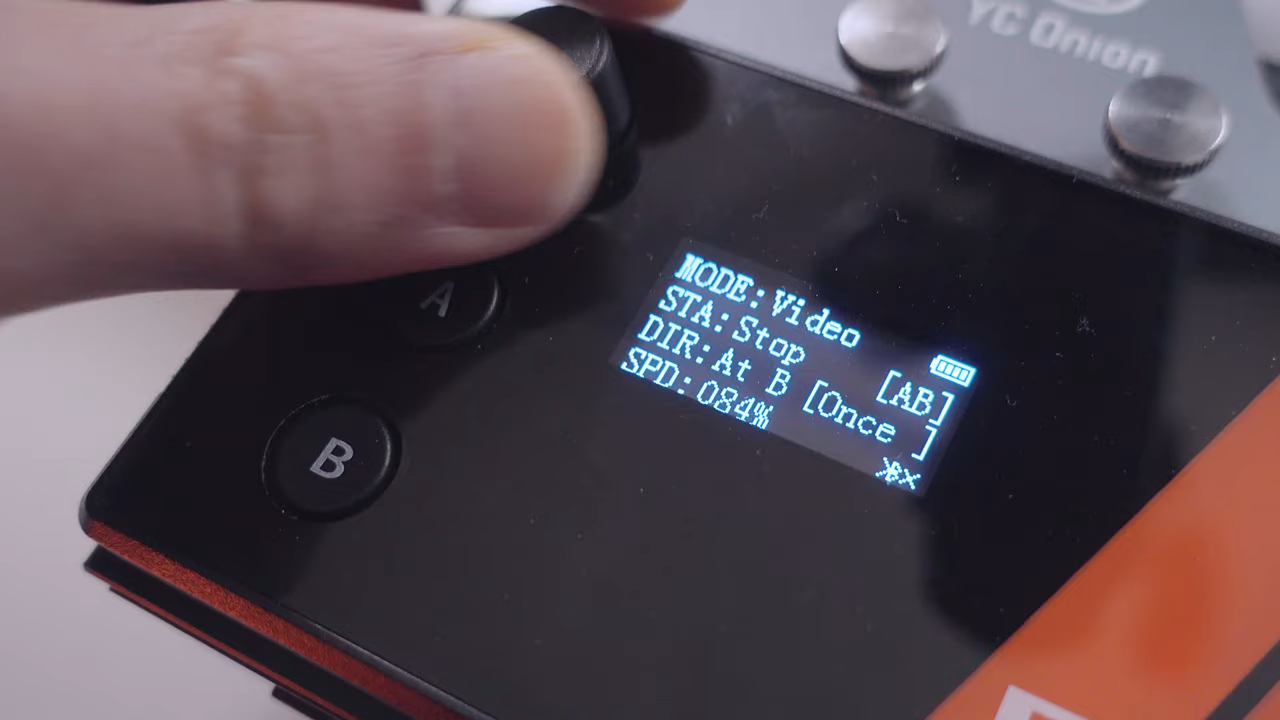 YC Onion
MODE:Video
STA:Stop [AB]
DIR:At B [Once ]
SPD:084%
A
B